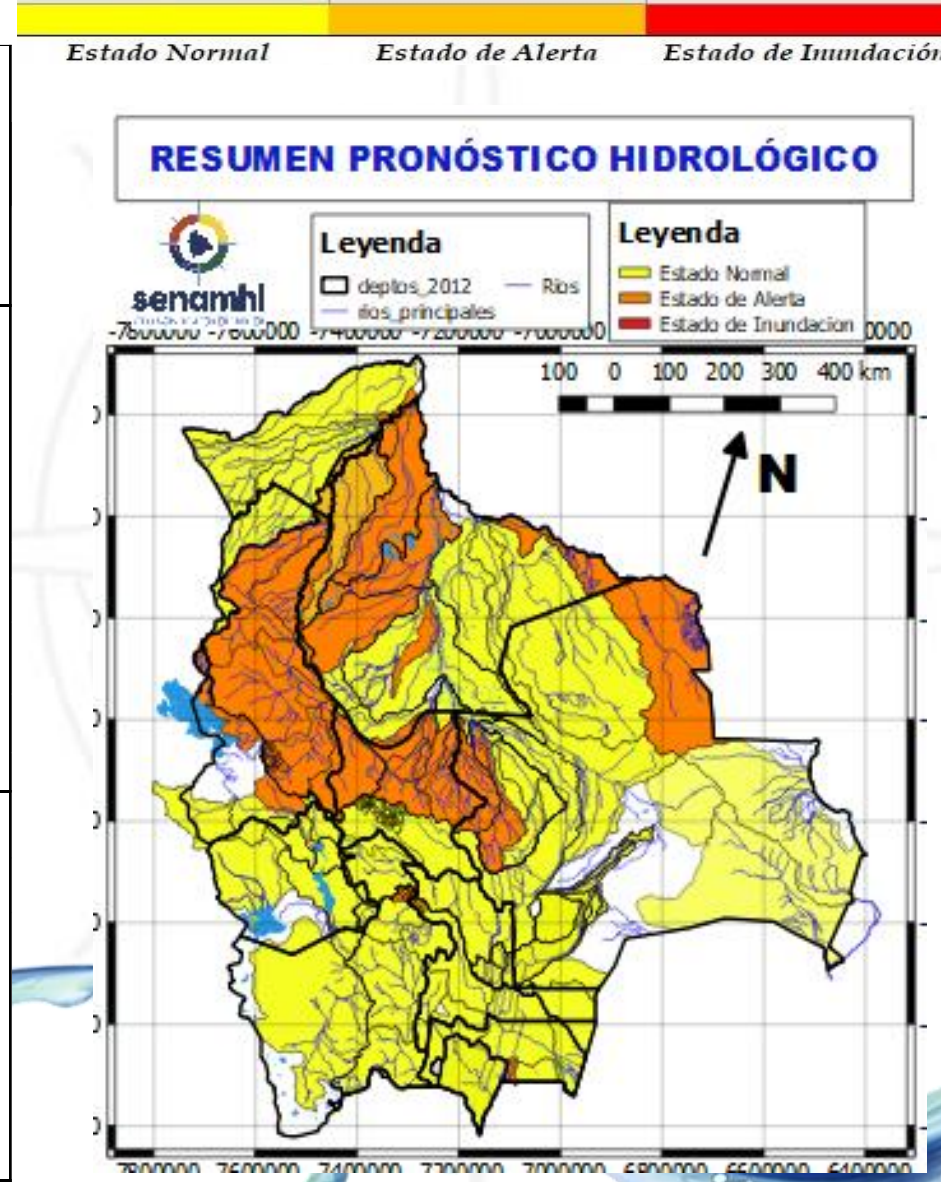 Estado Normal Estado de Alerta Estado de Inundación
RESUMEN PRONÓSTICO HIDROLÓGICO
senamhi
Leyenda
deptos_2012 Rios
rios_principales
Leyenda
Estado Normal
Estado de Alerta
Estado de Inundacion
-7800000 -7600000 -7400000 -7200000 -7000000
100 0 100 200 300 400 km
N
7800000 7600000 7400000 7200000 7000000 6800000 6600000 6400000